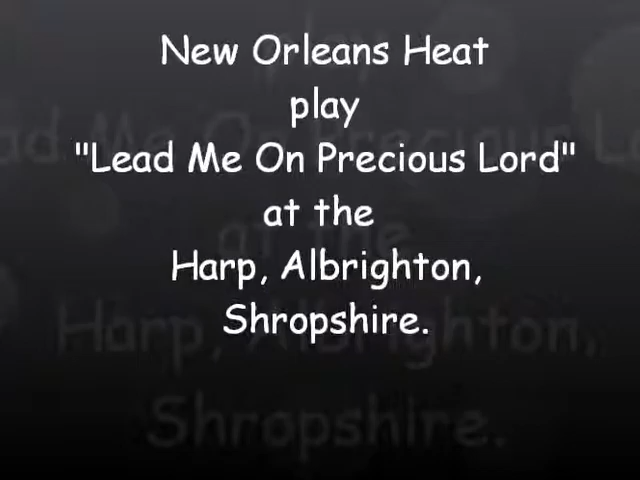 New Orleans Heat
play
"Lead Me On Precious Lord"
at the
Harp, Albrighton,
Shropshire.